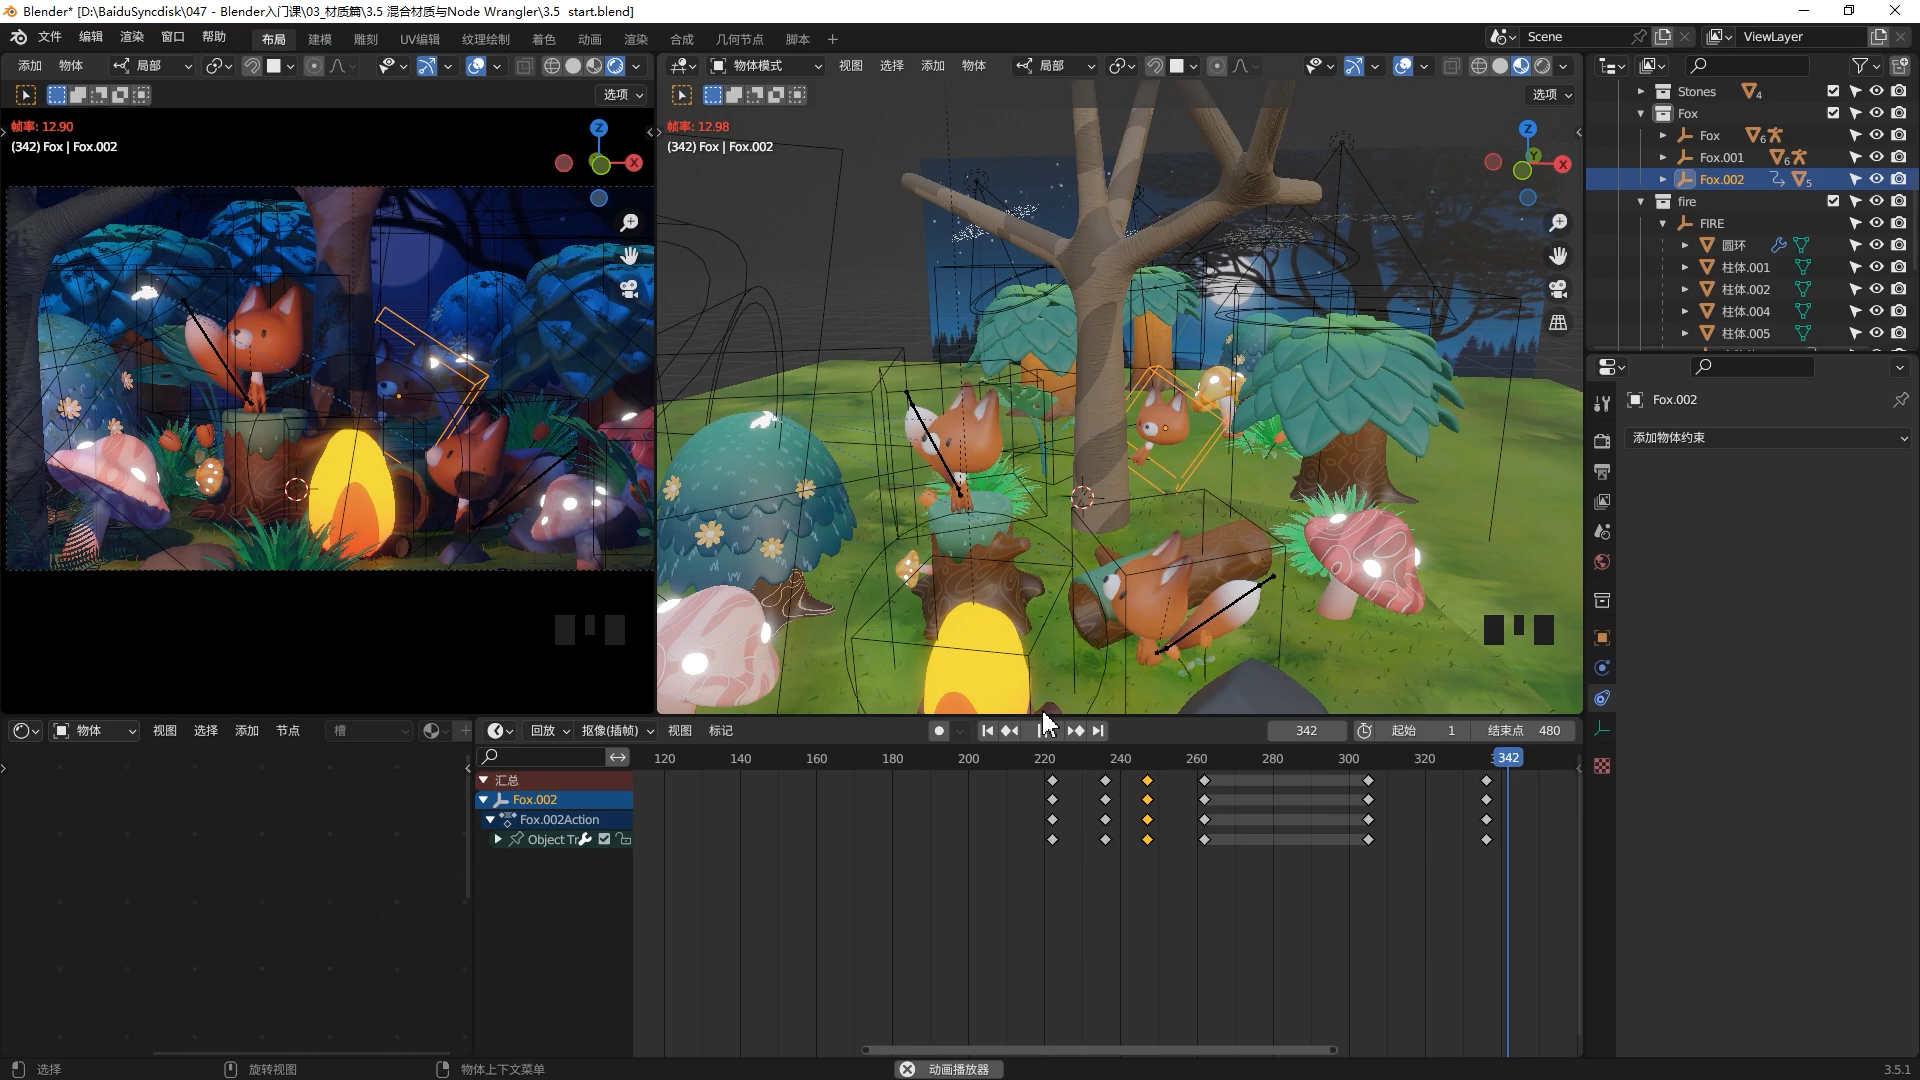 Blender* [D:\BaiduSyncdisk\047 - Blender入门课\03_材质篇\3.5 混合材质与Node Wrangler\3.5  start.blend]
文件 编辑 渲染 窗口 帮助 布局 建模 雕刻 UV编辑 纹理绘制 着色 动画 渲染 合成 几何节点 脚本 + Scene ViewLayer
添加 物体 局部 物体模式 视图 选择 添加 物体 局部
选项 选项
帧率: 12.90
(342) Fox | Fox.002
Z
X
帧率: 12.98
(342) Fox | Fox.002
Z
Y
X
Stones 4
Fox
Fox 6
Fox.001 6
Fox.002 5
fire
FIRE
圆环
柱体.001
柱体.002
柱体.004
柱体.005
Fox.002
添加物体约束
物体 视图 选择 添加 节点 槽
回放 抠像(插帧) 视图 标记 342 起始 1 结束点 480
120 140 160 180 200 220 240 260 280 300 320 342
汇总
Fox.002
Fox.002Action
Object Tr
选择 旋转视图 物体上下文菜单 动画播放器 3.5.1